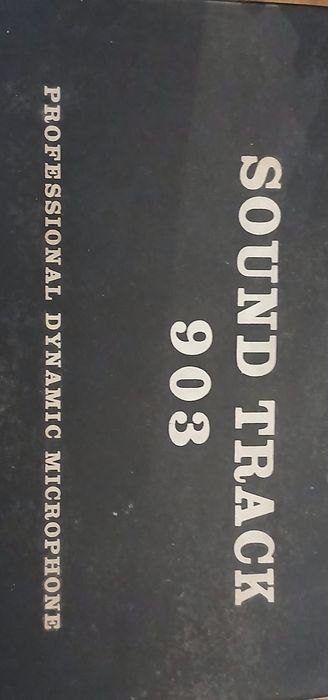 SOUND TRACK
903
PROFESSIONAL DYNAMIC MICROPHONE